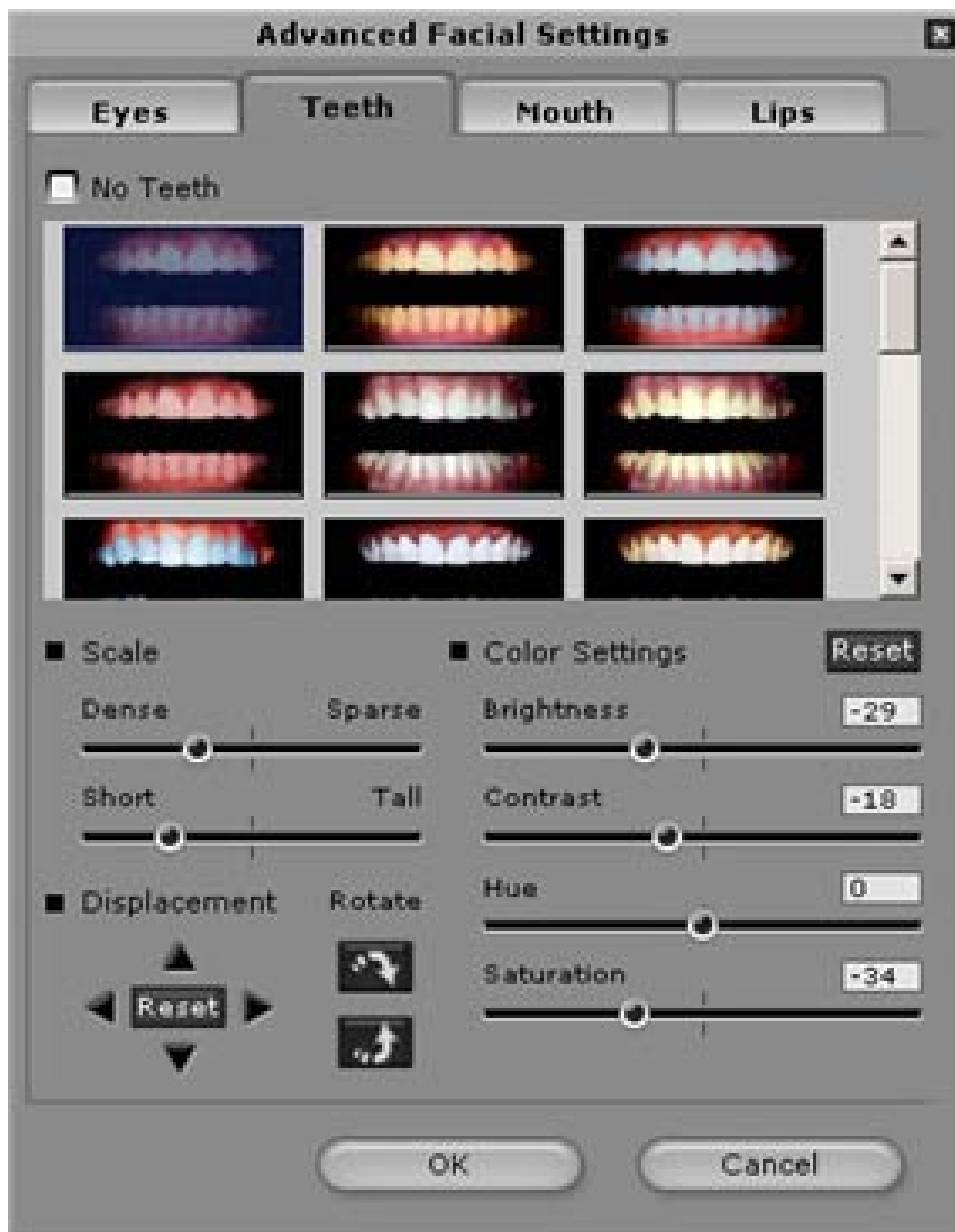 Advanced Facial Settings
Eyes Teeth Mouth Lips
No Teeth
Scale
Dense Sparse
Short Tall
Displacement Rotate
Reset
Color Settings Reset
Brightness -29
Contrast -18
Hue 0
Saturation -34
OK Cancel